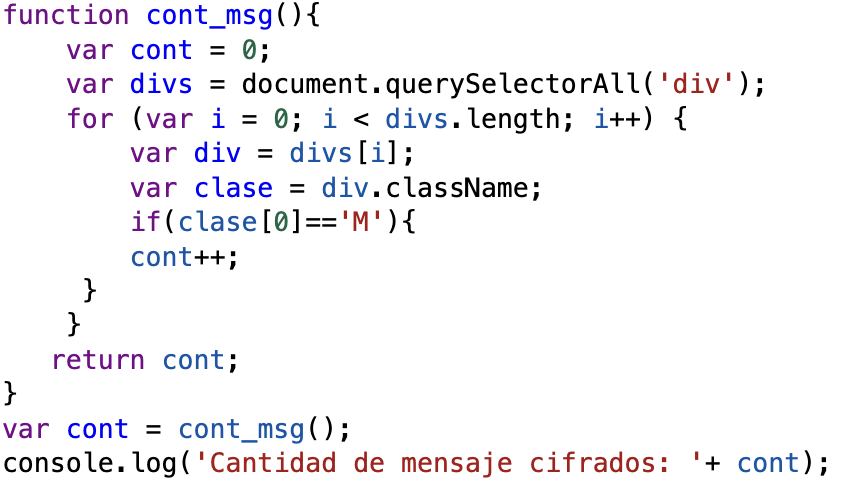 function cont_msg(){
    var cont = 0;
    var divs = document.querySelectorAll('div');
    for (var i = 0; i < divs.length; i++) {
        var div = divs[i];
        var clase = div.className;
        if(clase[0]=='M'){
        cont++;
     }
    }
   return cont;
}
var cont = cont_msg();
console.log('Cantidad de mensaje cifrados: '+ cont);